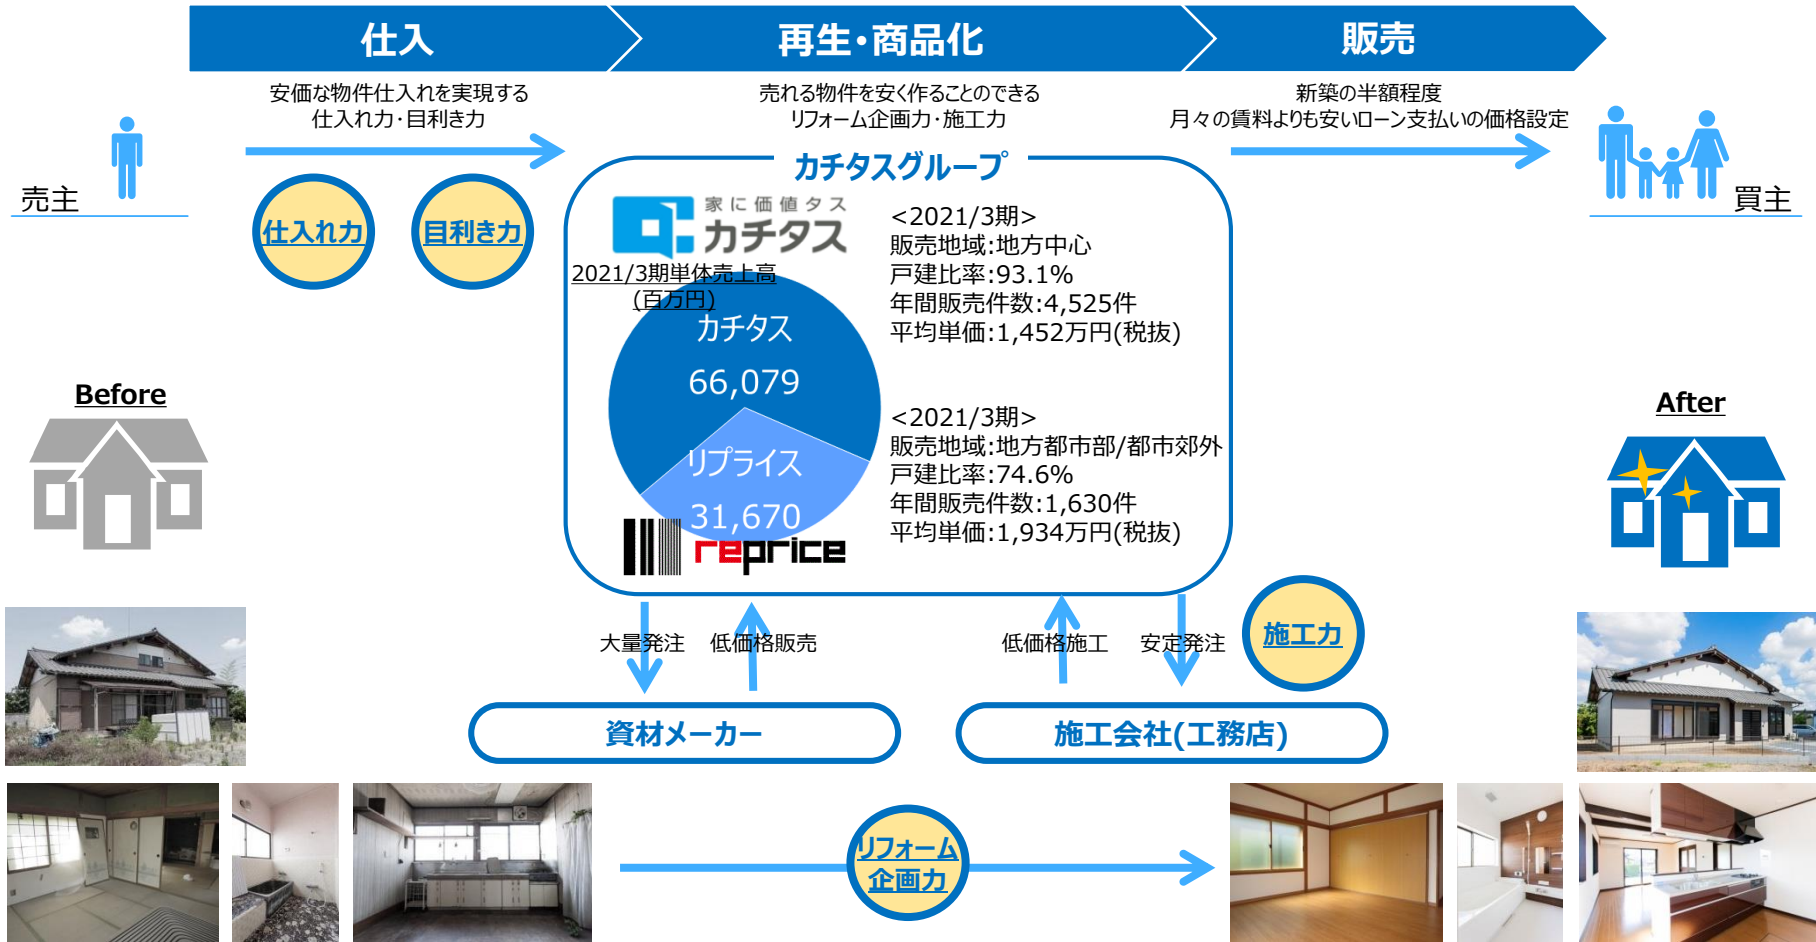 仕入
再生・商品化
販売
安価な物件仕入れを実現する
仕入れ力・目利き力
売れる物件を安く作ることのできる
リフォーム企画力・施工力
新築の半額程度
月々の賃料よりも安いローン支払いの価格設定
売主
買主
仕入れ力
目利き力
カチタスグループ
家に価値タス
カチタス
2021/3期単体売上高
(百万円)
カチタス
66,079
リプライス
31,670
reprice
<2021/3期>
販売地域:地方中心
戸建比率:93.1%
年間販売件数:4,525件
平均単価:1,452万円(税抜)
<2021/3期>
販売地域:地方都市部/都市郊外
戸建比率:74.6%
年間販売件数:1,630件
平均単価:1,934万円(税抜)
Before
After
大量発注
低価格販売
低価格施工
安定発注
施工力
資材メーカー
施工会社(工務店)
リフォーム
企画力